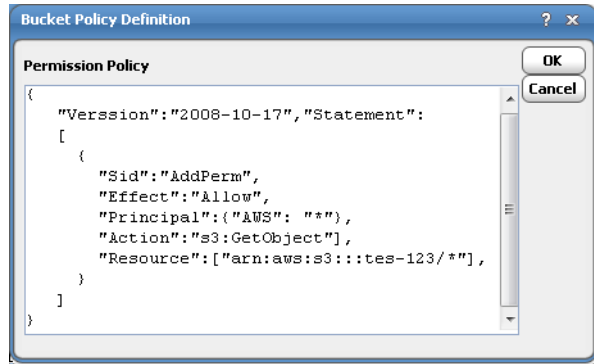 Bucket Policy Definition ? ×
Permission Policy
OK
Cancel
{
"Verssion":"2008-10-17","Statement":
[
{
"Sid":"AddPerm",
"Effect":"Allow",
"Principal":{"AWS": "*"},
"Action":"s3:GetObject"],
"Resource":["arn:aws:s3:::tes-123/*"],
}
]
}